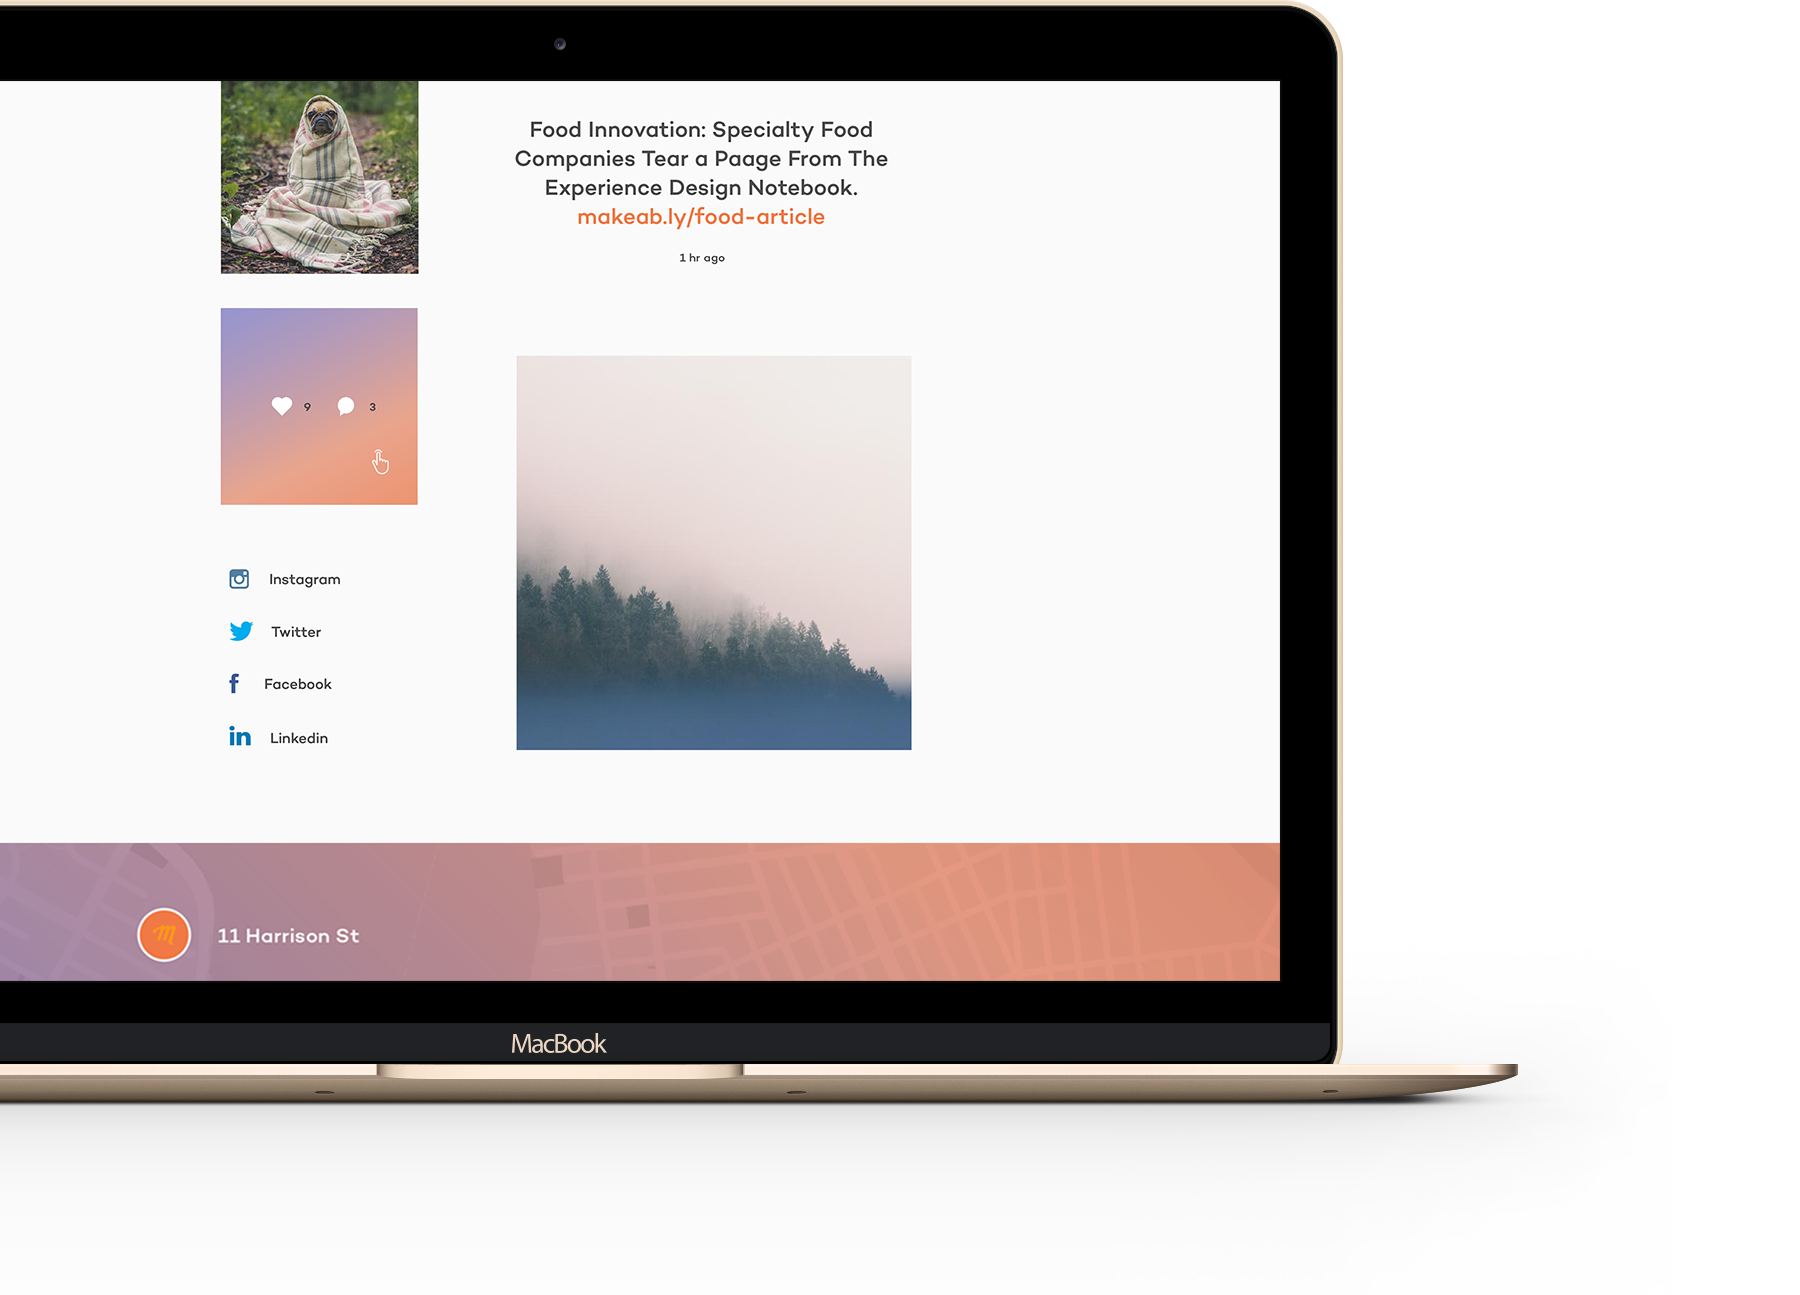 Food Innovation: Specialty Food
Companies Tear a Paage From The
Experience Design Notebook.
makeab.ly/food-article
1 hr ago
9 3
Instagram
Twitter
Facebook
Linkedin
m
11 Harrison St
MacBook